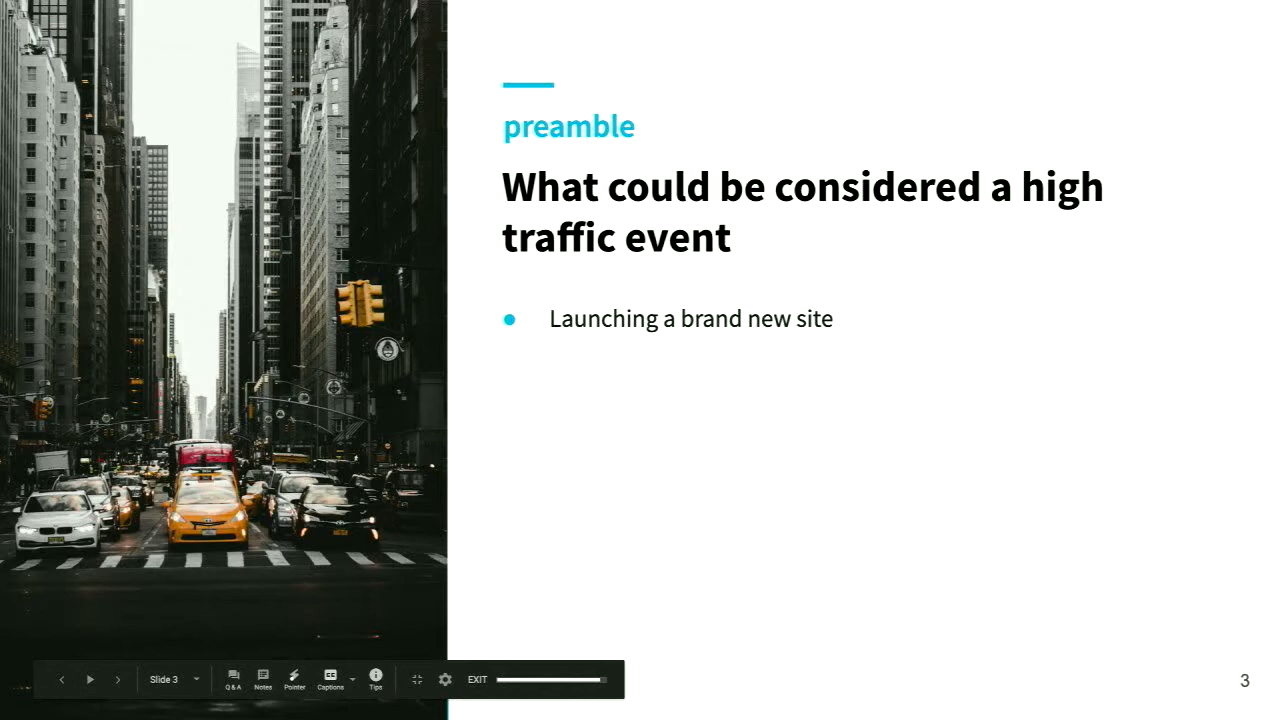 preamble
What could be considered a high
traffic event
Launching a brand new site
Slide 3
Q & A
Notes
Pointer
CC
Captions
Tips
EXIT
3